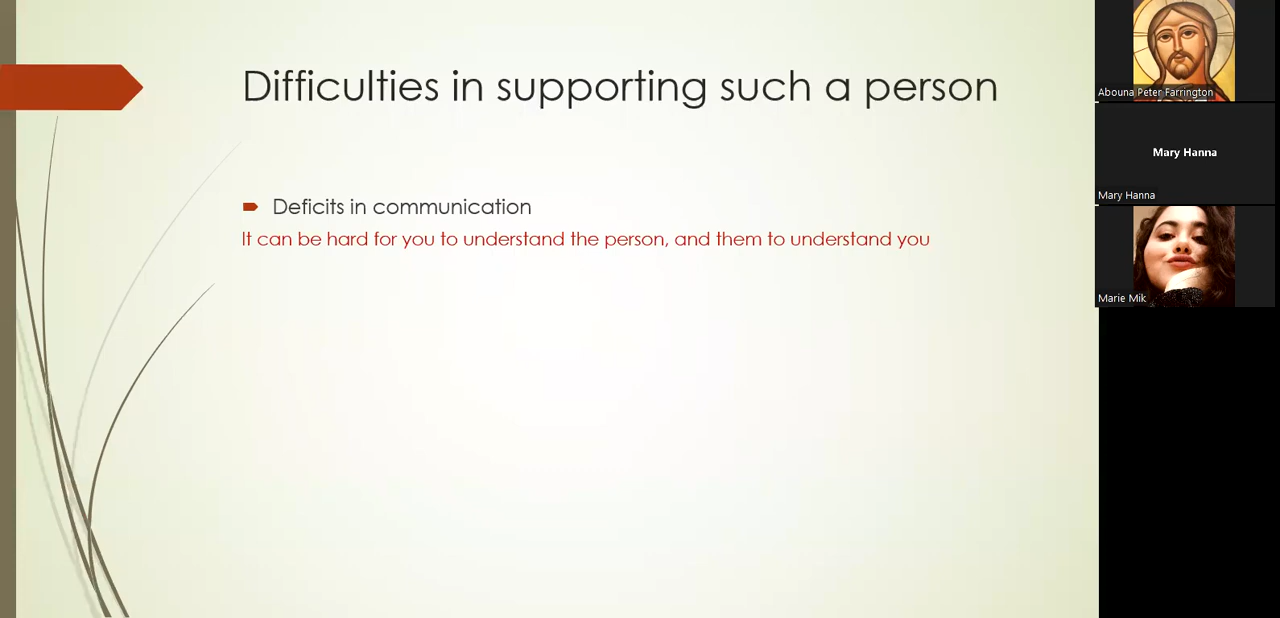 Difficulties in supporting such a person
Deficits in communication
It can be hard for you to understand the person, and them to understand you
Abouna Peter Farrington
Mary Hanna
Mary Hanna
Marie Mik